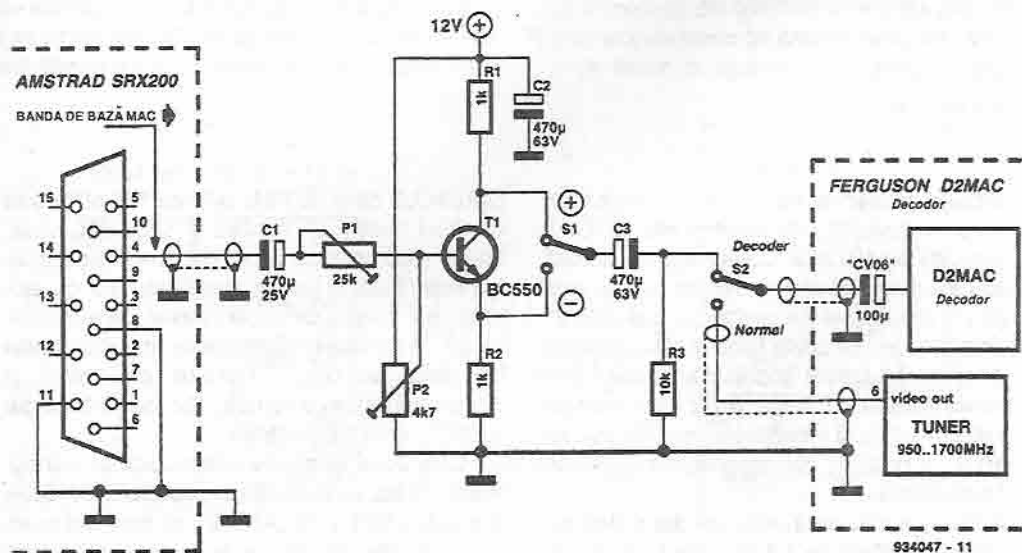 12V
AMSTRAD SRX200
BANDA DE BAZĂ MAC
15
5
10
14
4
9
13
3
8
12
2
7
11
1
6
C1
470µ
25V
P1
25k
P2
4k7
R1
1k
C2
470µ
63V
T1
BC550
R2
1k
S1
C3
470µ
63V
R3
10k
Decoder
S2
Normal
FERGUSON D2MAC
Decodor
"CV06"
100µ
D2MAC
Decodor
6
video out
TUNER
950..1700MHz
934047 - 11